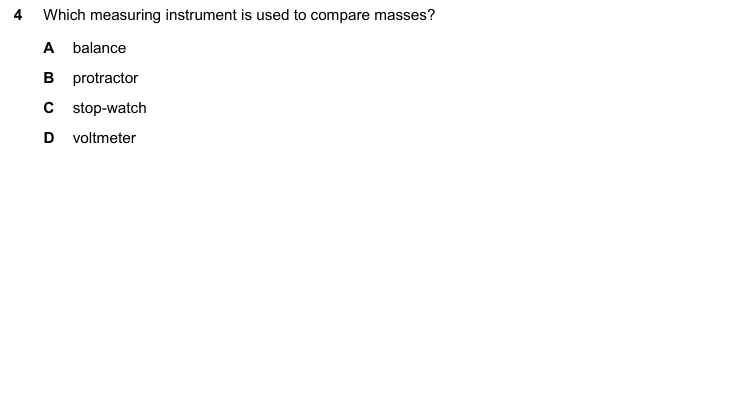 4 Which measuring instrument is used to compare masses?
A balance
B protractor
C stop-watch
D voltmeter